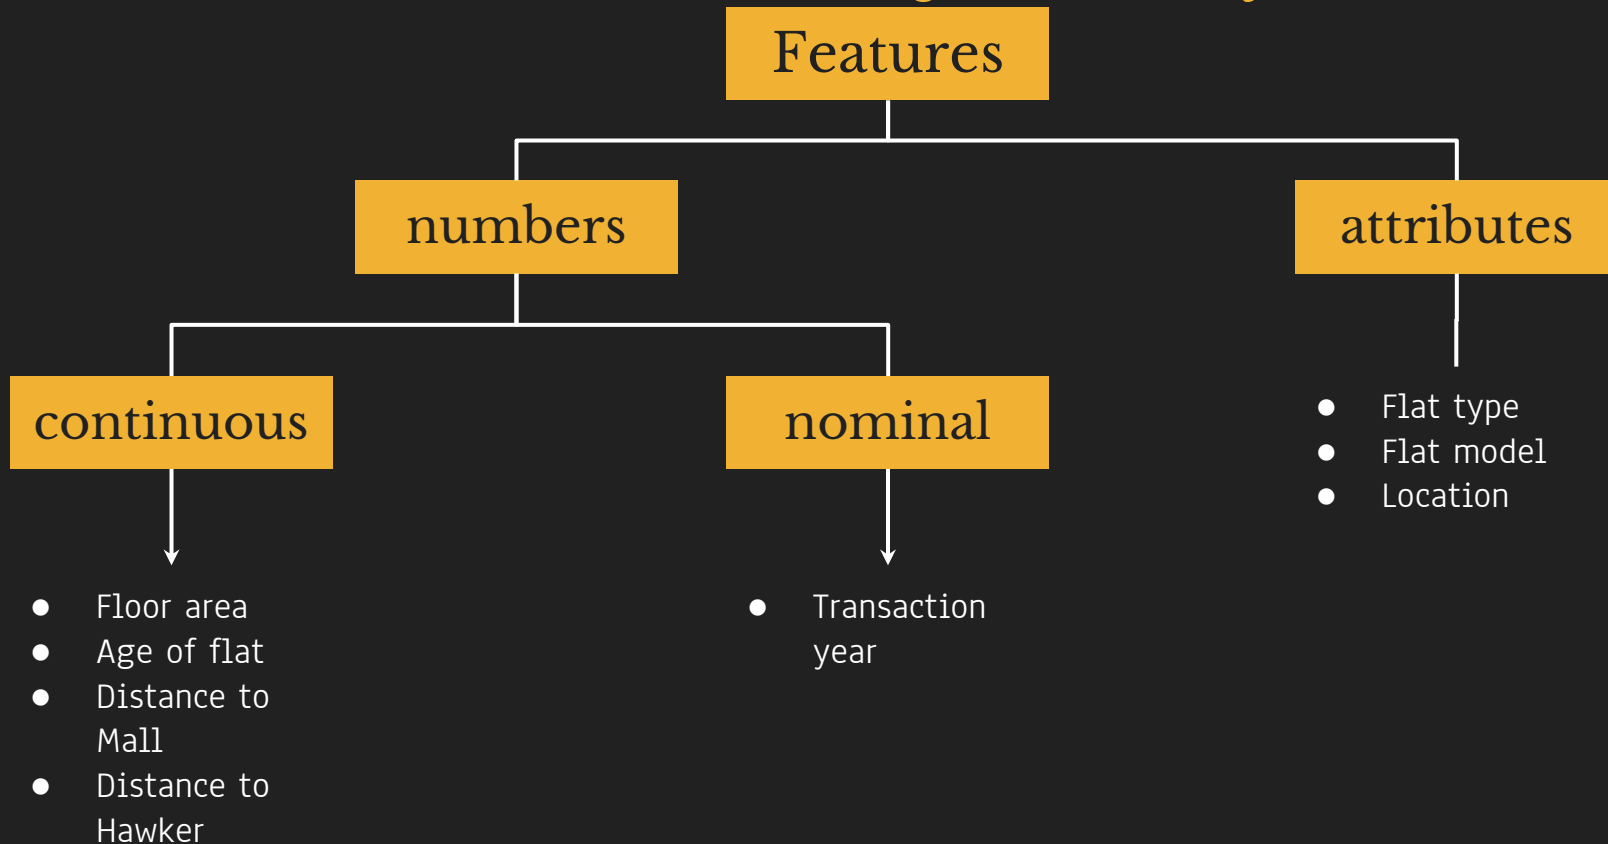 Features
numbers
attributes
continuous
nominal
● Flat type
● Flat model
● Location
● Floor area
● Age of flat
● Distance to
Mall
● Distance to
Hawker
● Transaction
year